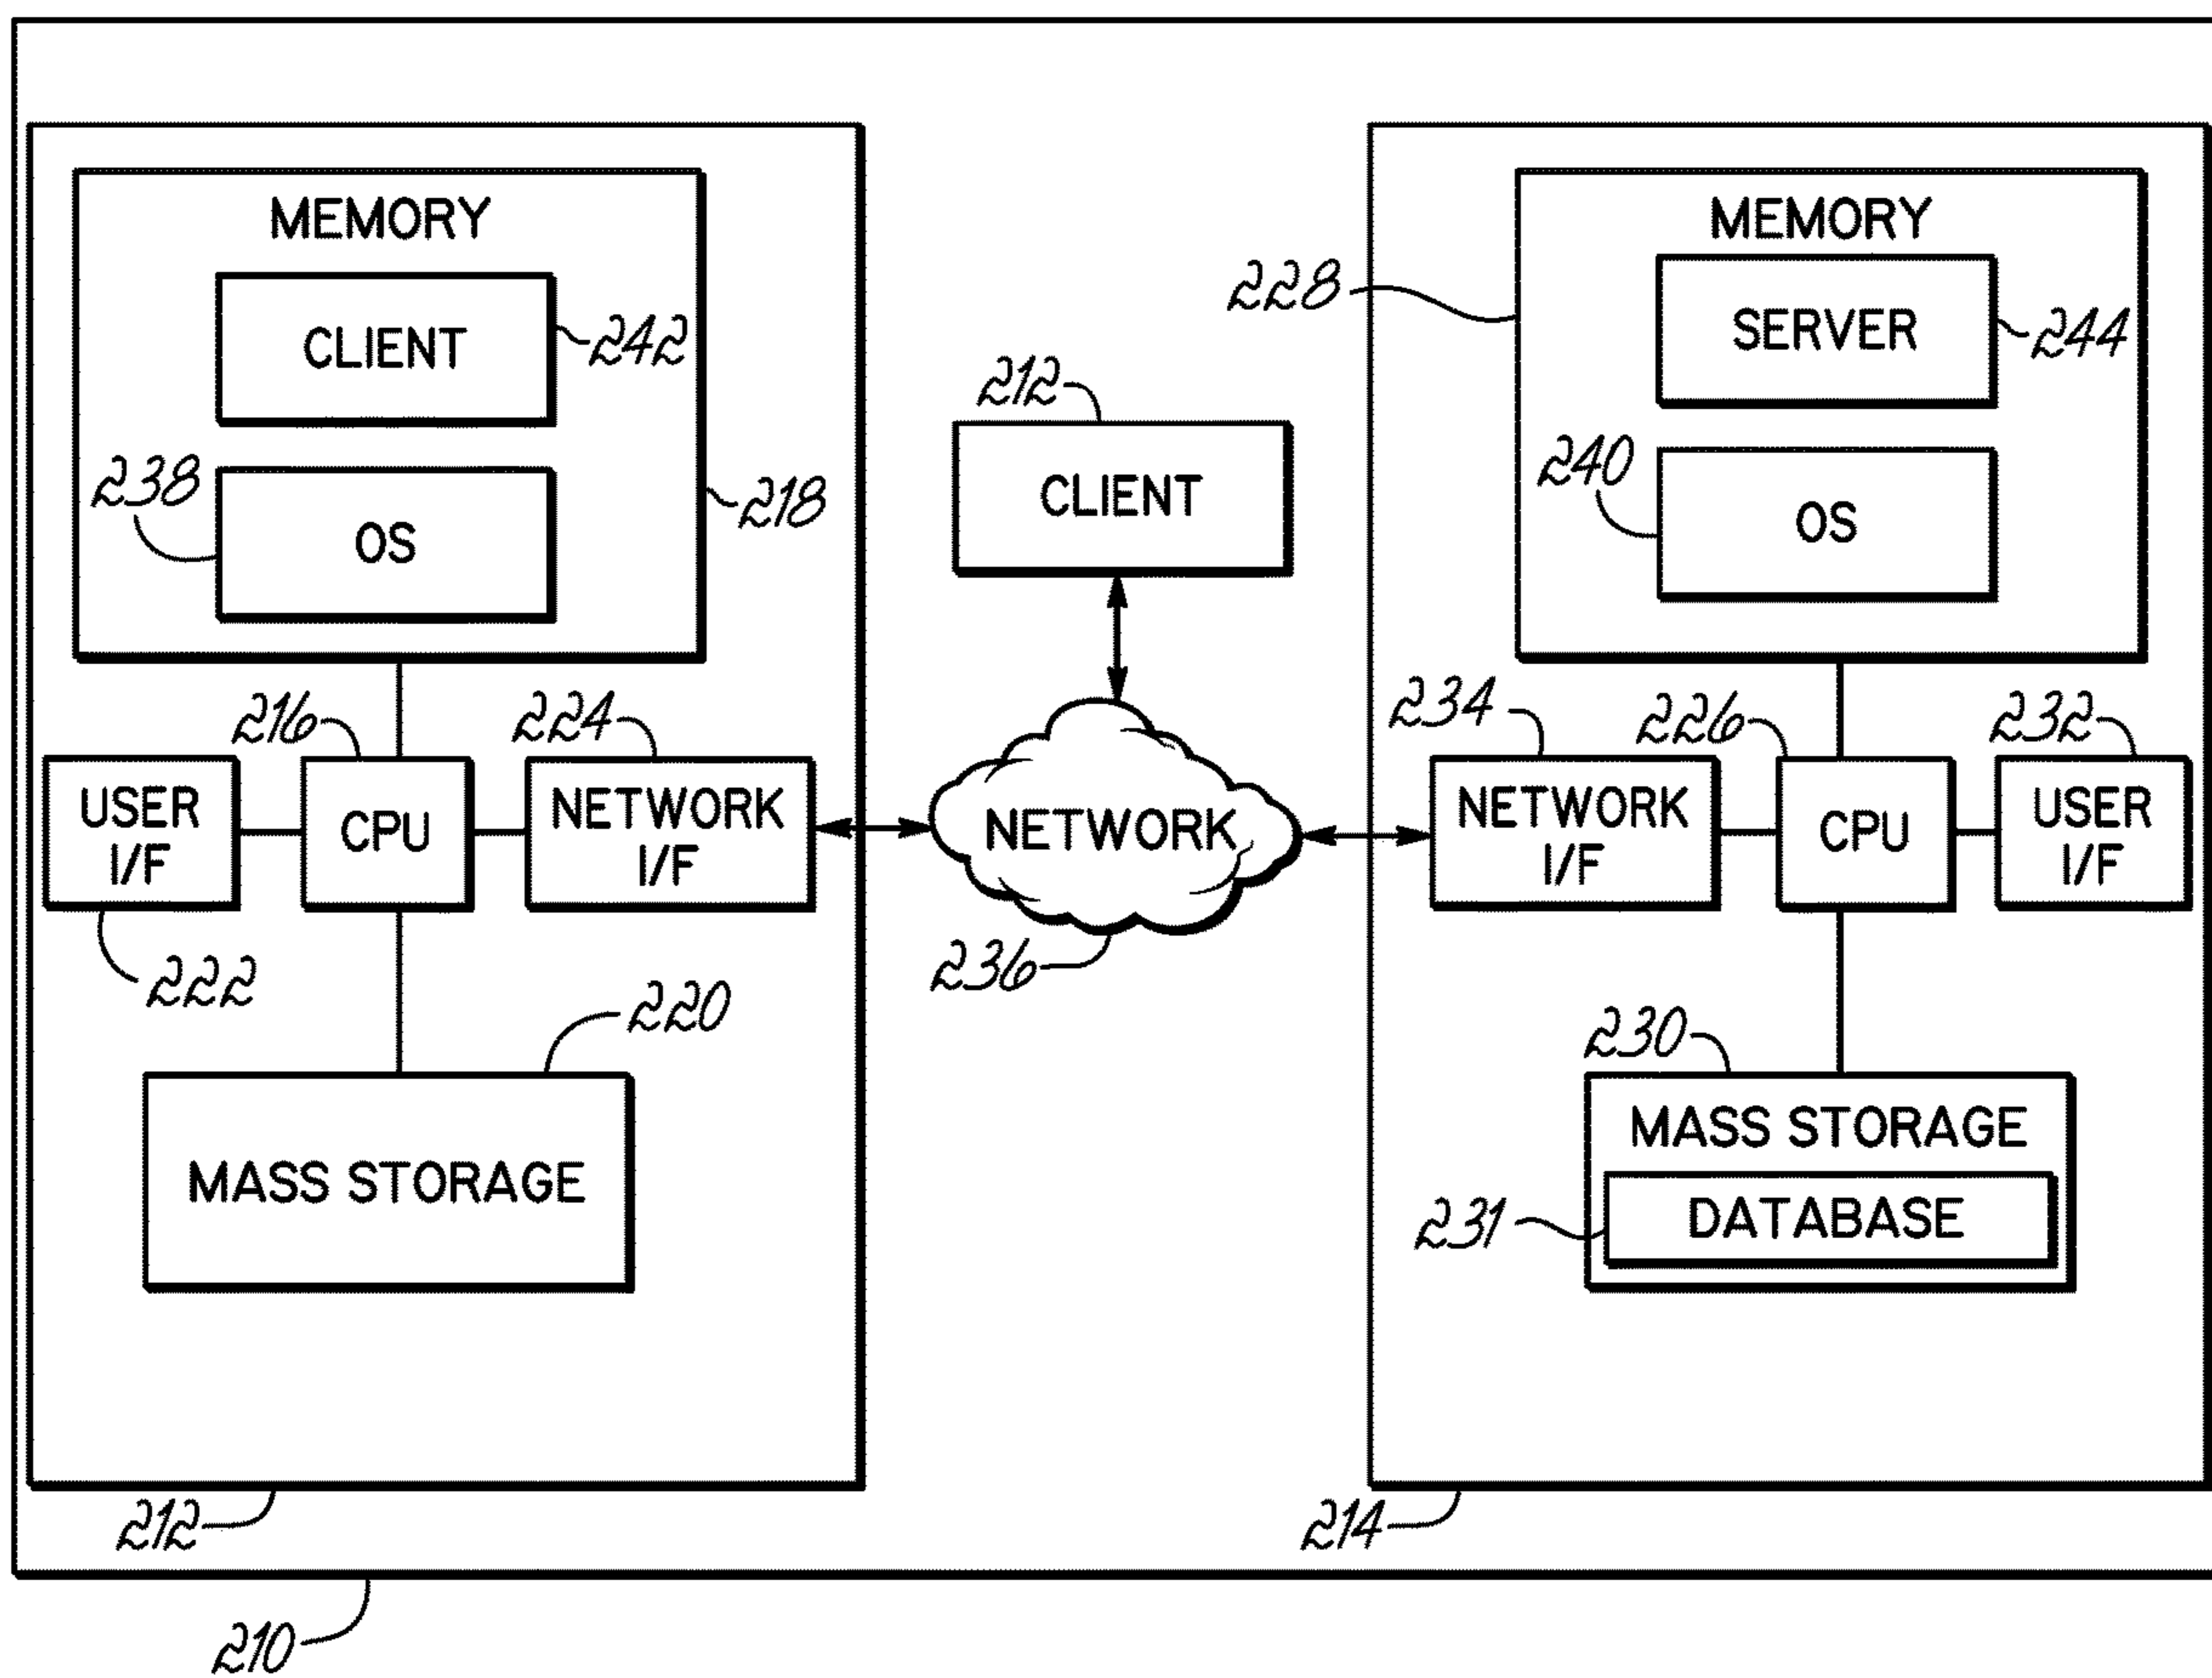 MEMORY
CLIENT
242
238
OS
218
216
224
USER
I/F
CPU
NETWORK
I/F
222
220
MASS STORAGE
212
210
212
CLIENT
NETWORK
236
228
MEMORY
SERVER
244
240
OS
234
226
232
NETWORK
I/F
CPU
USER
I/F
230
MASS STORAGE
231
DATABASE
214